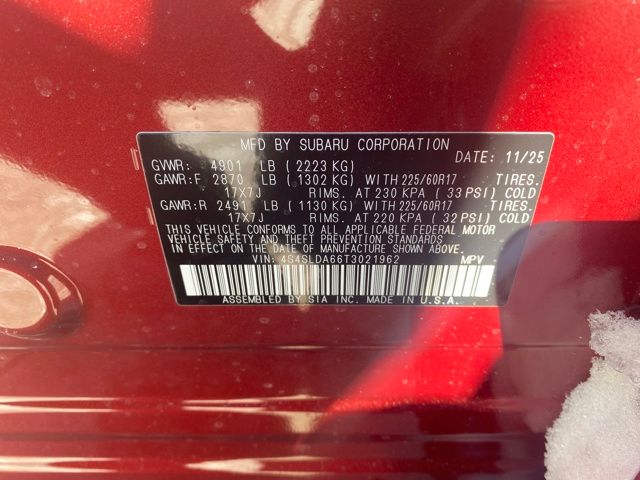 MFD BY SUBARU CORPORATION
GVWR: 4901 LB (2223 KG) DATE: 11/25
GAWR:F 2870 LB (1302 KG) WITH 225/60R17 TIRES.
17X7J RIMS. AT 230 KPA (33 PSI) COLD
GAWR:R 2491 LB (1130 KG) WITH 225/60R17 TIRES.
17X7J RIMS. AT 220 KPA (32 PSI) COLD
THIS VEHICLE CONFORMS TO ALL APPLICABLE FEDERAL MOTOR
VEHICLE SAFETY AND THEFT PREVENTION STANDARDS
IN EFFECT ON THE DATE OF MANUFACTURE SHOWN ABOVE.
VIN: 4S4SLDA66T3021962 MPV
ASSEMBLED BY SIA INC. MADE IN U.S.A.